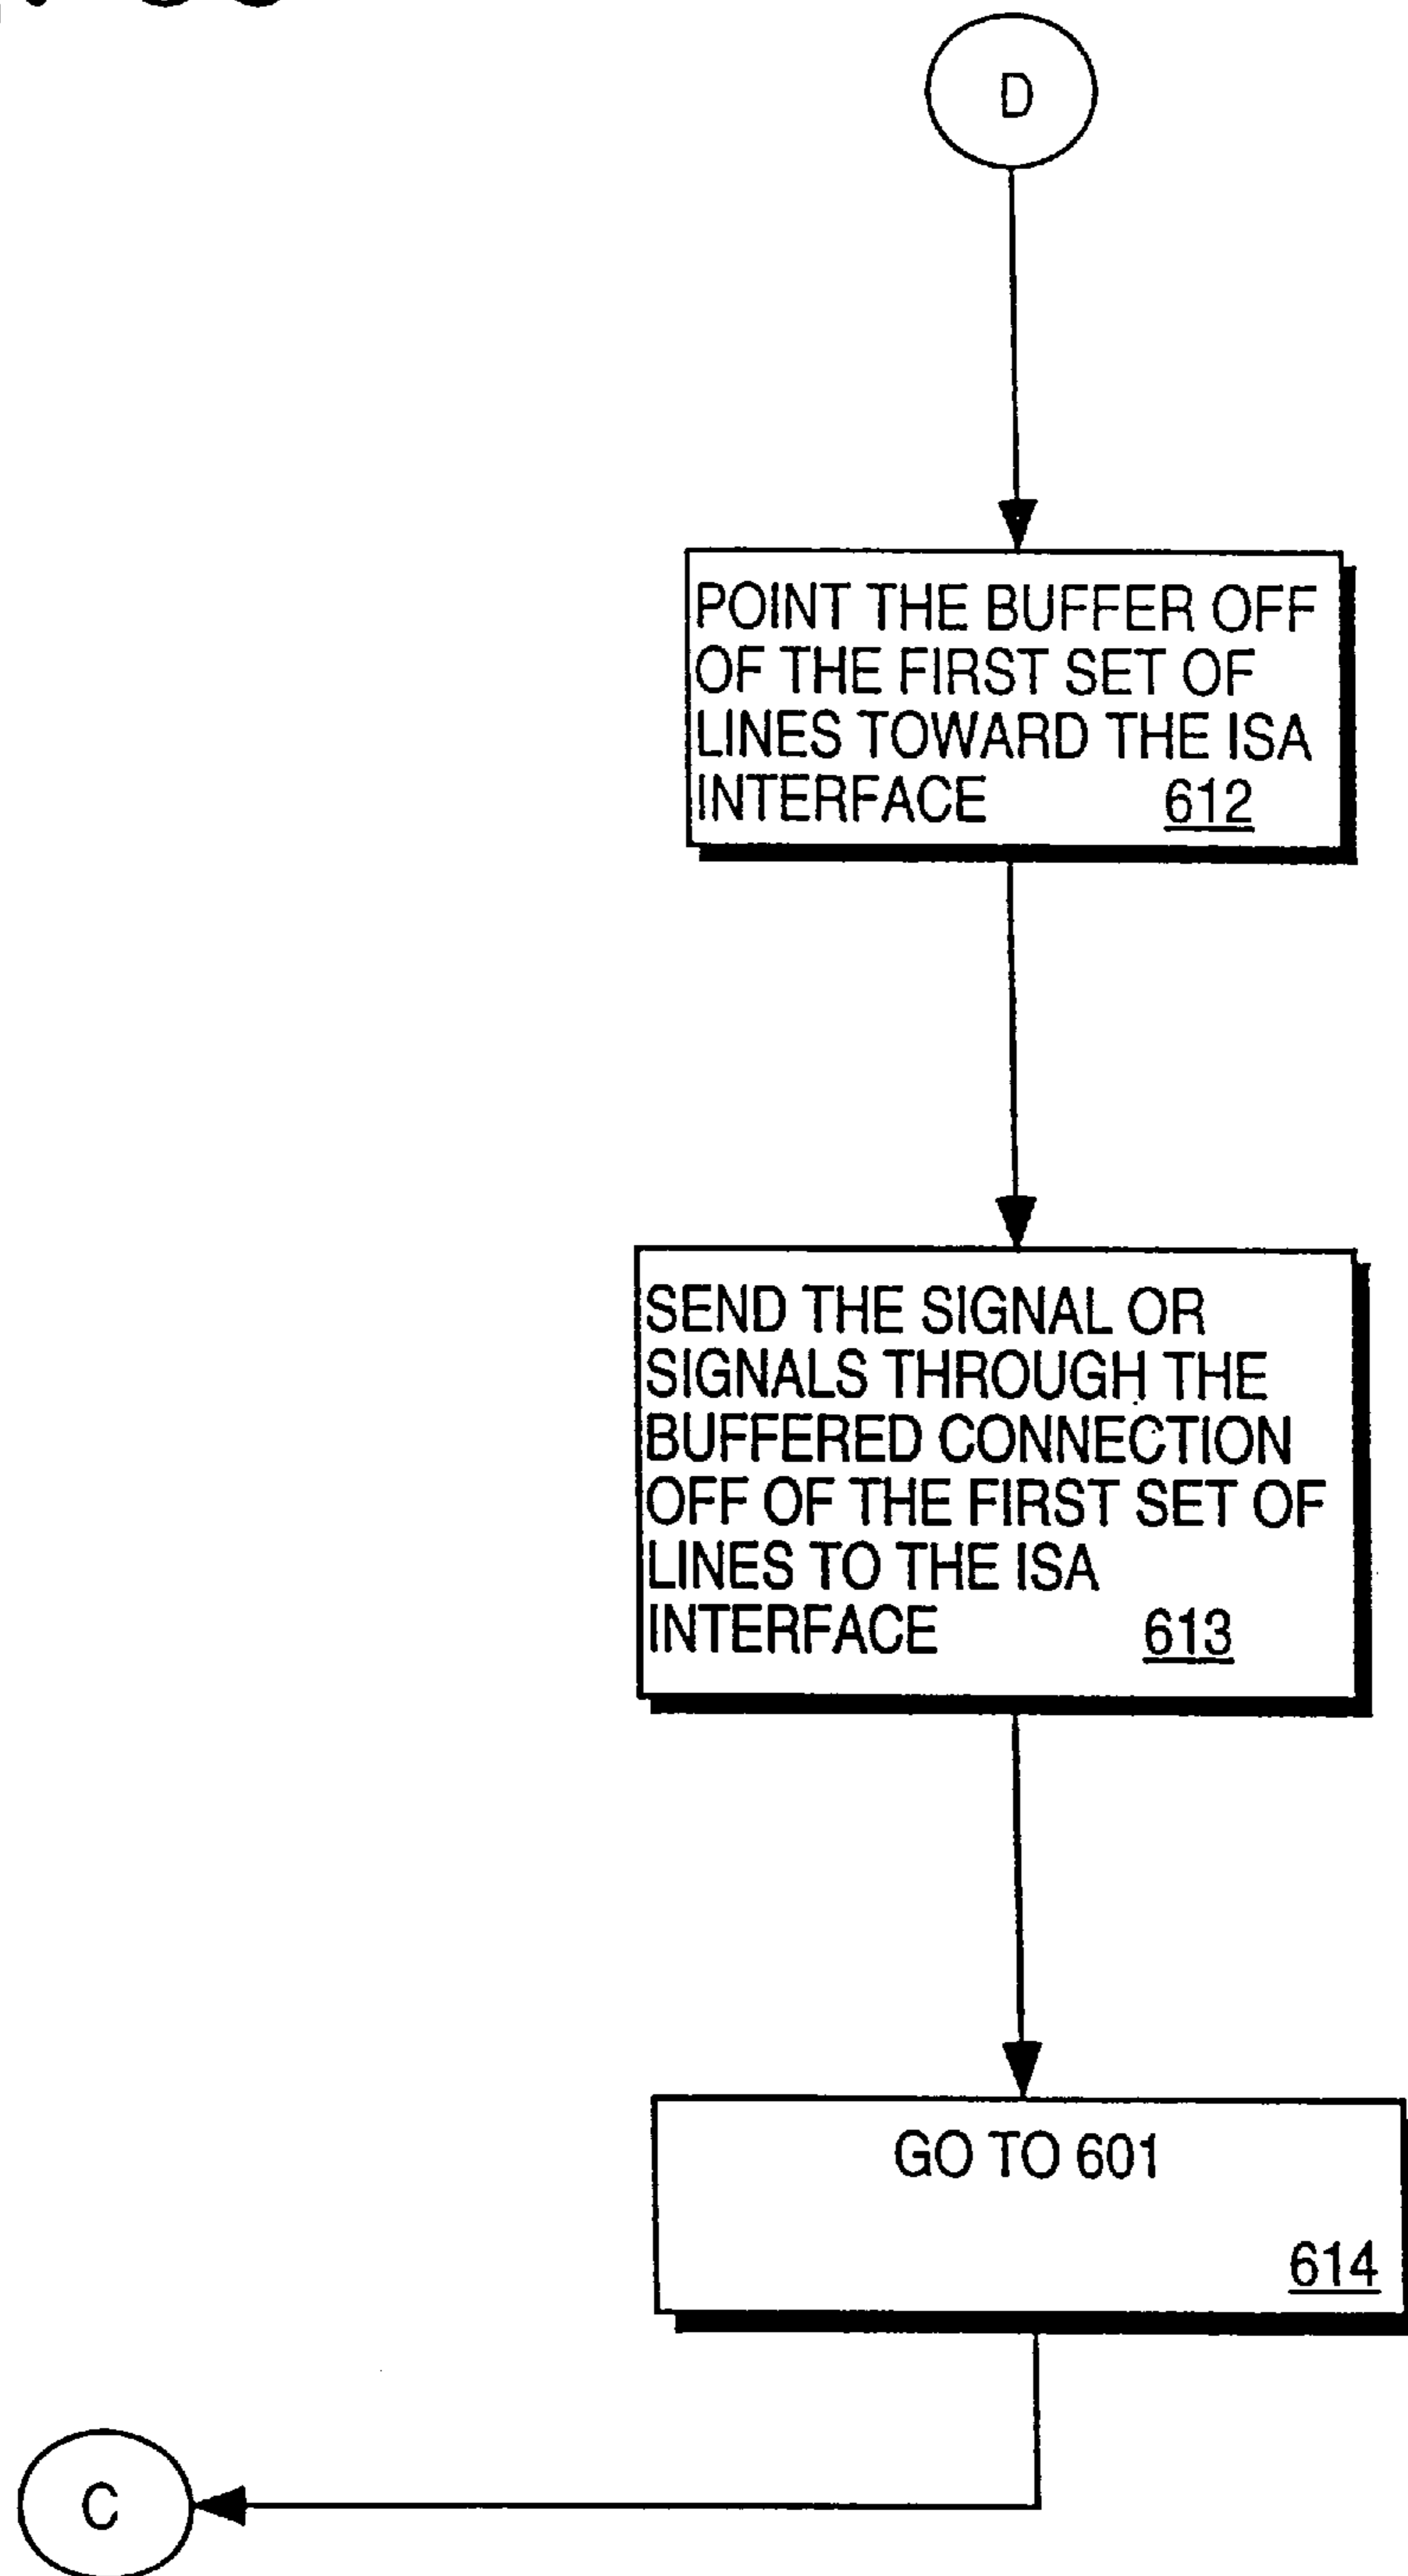 D
POINT THE BUFFER OFF
OF THE FIRST SET OF
LINES TOWARD THE ISA
INTERFACE 612
SEND THE SIGNAL OR
SIGNALS THROUGH THE
BUFFERED CONNECTION
OFF OF THE FIRST SET OF
LINES TO THE ISA
INTERFACE 613
GO TO 601
614
C